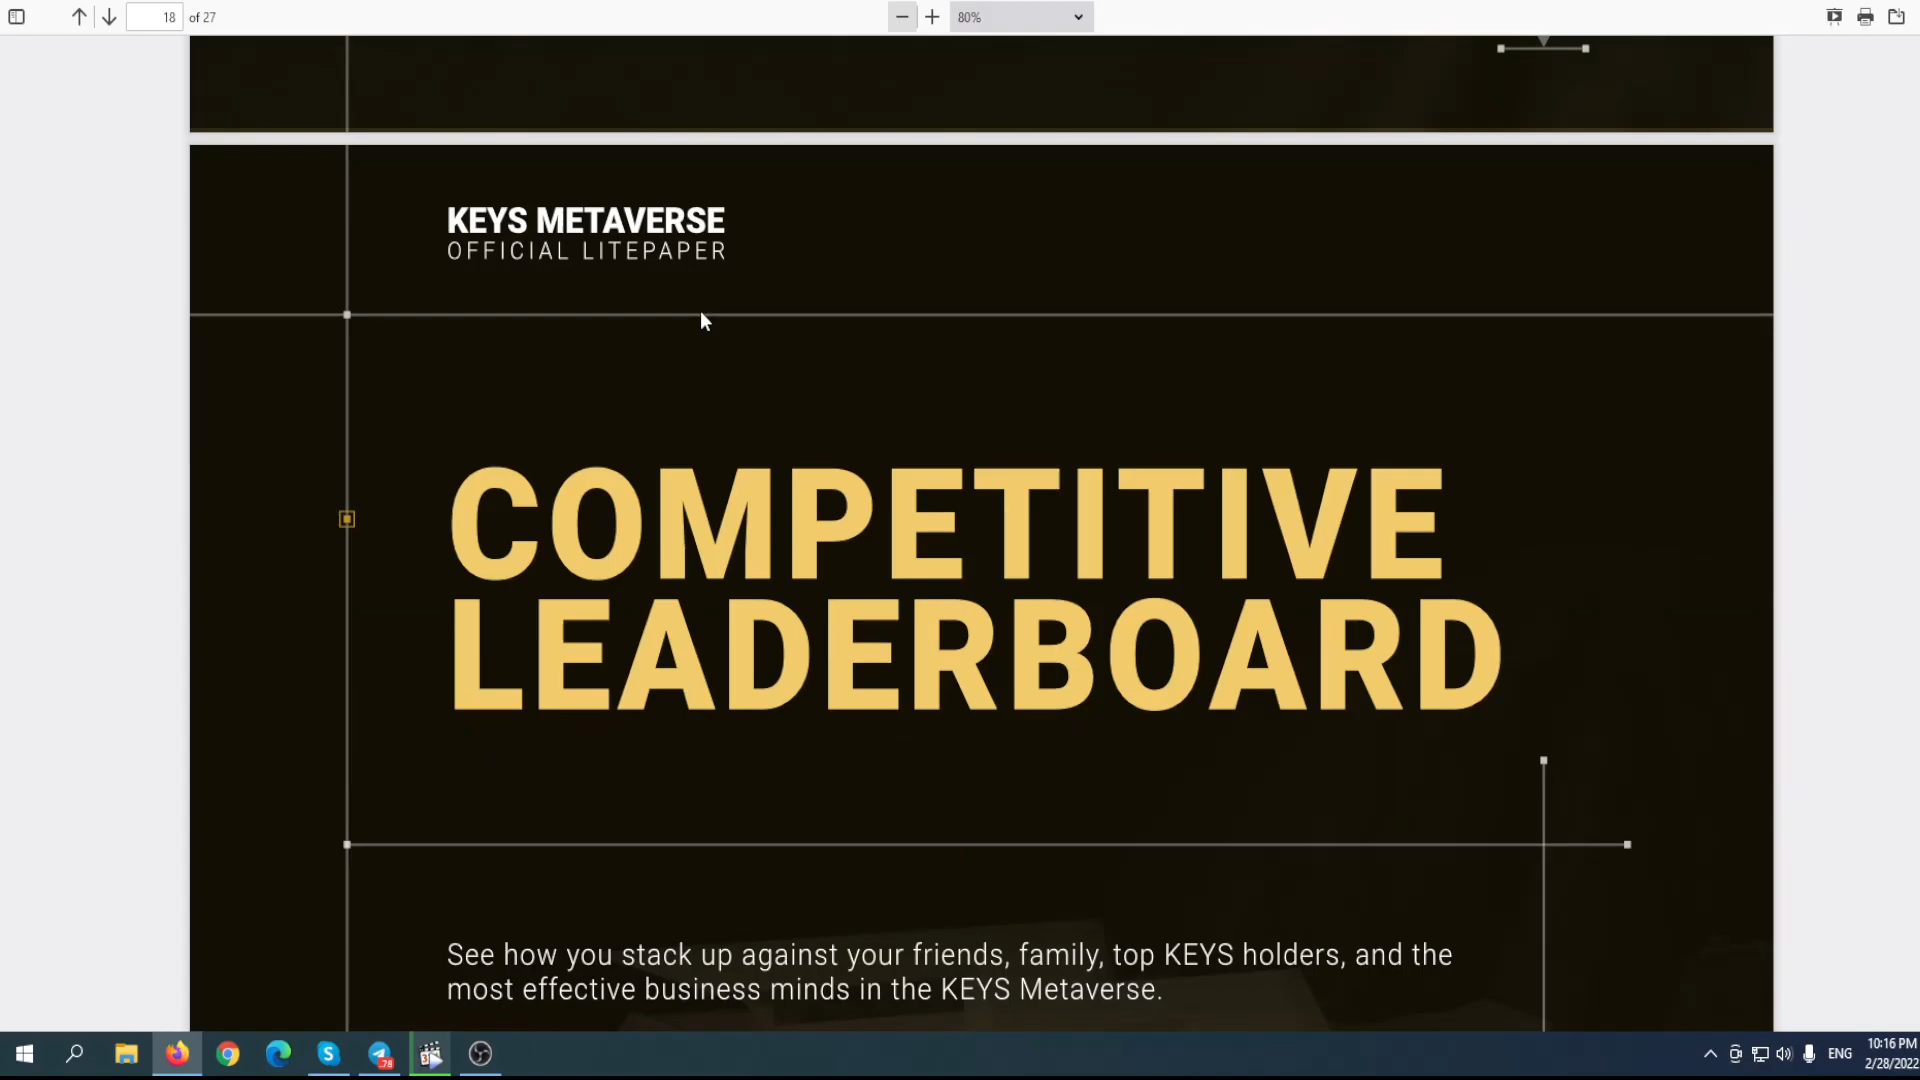 18 of 27
80%
KEYS METAVERSE
OFFICIAL LITEPAPER
COMPETITIVE
LEADERBOARD
See how you stack up against your friends, family, top KEYS holders, and the
most effective business minds in the KEYS Metaverse.
78
ENG
10:16 PM
2/28/2022